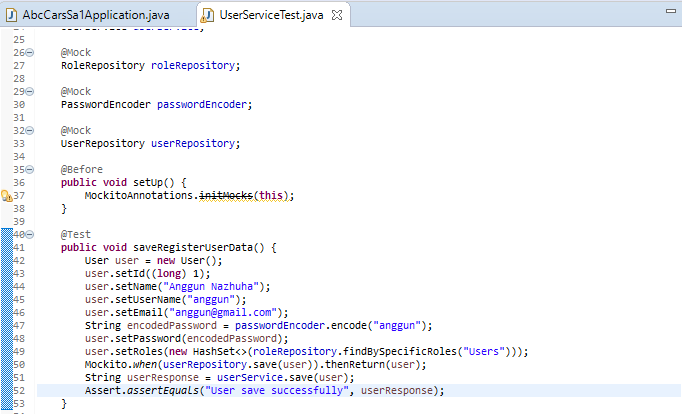 AbcCarsSa1Application.java UserServiceTest.java
25
26 @Mock
27 RoleRepository roleRepository;
28
29 @Mock
30 PasswordEncoder passwordEncoder;
31
32 @Mock
33 UserRepository userRepository;
34
35 @Before
36 public void setUp() {
37 MockitoAnnotations.initMocks(this);
38 }
39
40 @Test
41 public void saveRegisterUserData() {
42 User user = new User();
43 user.setId((long) 1);
44 user.setName("Anggun Nazhuha");
45 user.setUserName("anggun");
46 user.setEmail("anggun@gmail.com");
47 String encodedPassword = passwordEncoder.encode("anggun");
48 user.setPassword(encodedPassword);
49 user.setRoles(new HashSet<>(roleRepository.findBySpecificRoles("Users")));
50 Mockito.when(userRepository.save(user)).thenReturn(user);
51 String userResponse = userService.save(user);
52 Assert.assertEquals("User save successfully", userResponse);
53 }